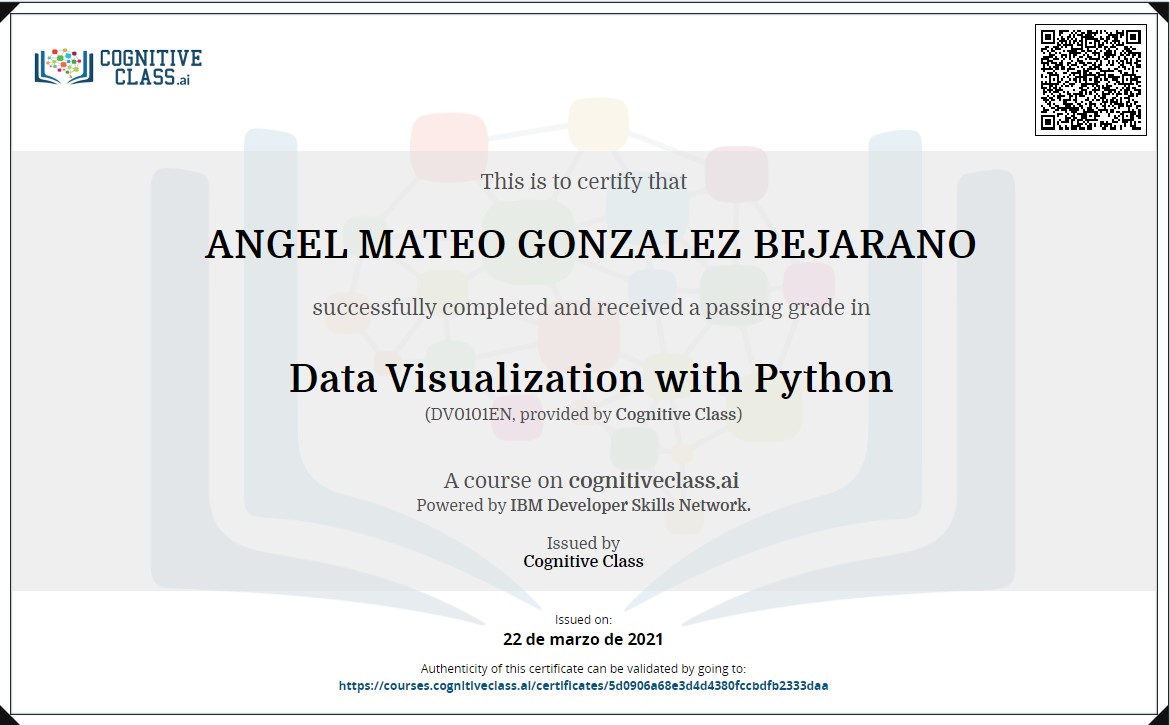 COGNITIVE
CLASS.ai
This is to certify that
ANGEL MATEO GONZALEZ BEJARANO
successfully completed and received a passing grade in
Data Visualization with Python
(DV0101EN, provided by Cognitive Class)
A course on cognitiveclass.ai
Powered by IBM Developer Skills Network.
Issued by
Cognitive Class
Issued on:
22 de marzo de 2021
Authenticity of this certificate can be validated by going to:
https://courses.cognitiveclass.ai/certificates/5d0906a68e3d4d4380fccbdfb2333daa